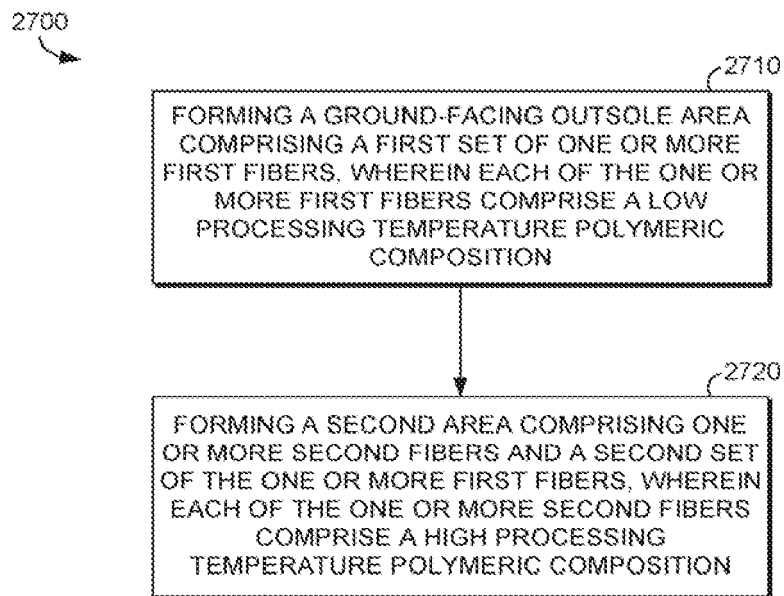 2700
2710
FORMING A GROUND-FACING OUTSOLE AREA
COMPRISING A FIRST SET OF ONE OR MORE
FIRST FIBERS, WHEREIN EACH OF THE ONE OR
MORE FIRST FIBERS COMPRISE A LOW
PROCESSING TEMPERATURE POLYMERIC
COMPOSITION
2720
FORMING A SECOND AREA COMPRISING ONE
OR MORE SECOND FIBERS AND A SECOND SET
OF THE ONE OR MORE FIRST FIBERS, WHEREIN
EACH OF THE ONE OR MORE SECOND FIBERS
COMPRISE A HIGH PROCESSING
TEMPERATURE POLYMERIC COMPOSITION